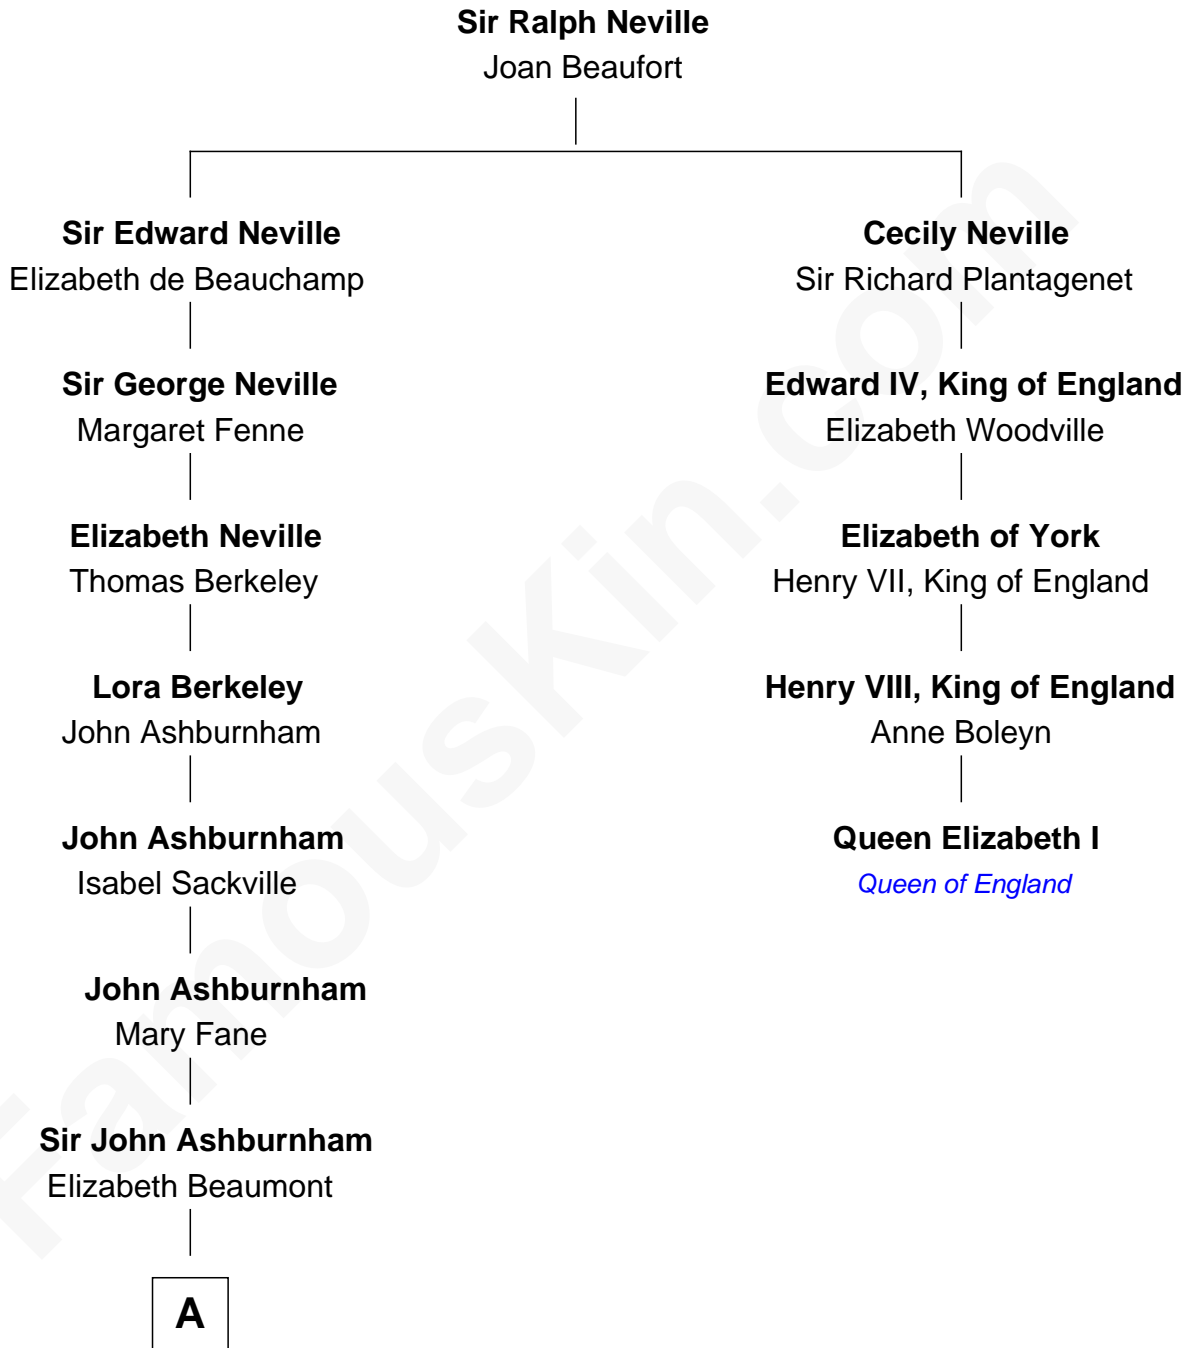 Sir Ralph Neville
Joan Beaufort
Sir Edward Neville
Elizabeth de Beauchamp
Cecily Neville
Sir Richard Plantagenet
Sir George Neville
Margaret Fenne
Edward IV, King of England
Elizabeth Woodville
Elizabeth Neville
Thomas Berkeley
Elizabeth of York
Henry VII, King of England
Lora Berkeley
John Ashburnham
Henry VIII, King of England
Anne Boleyn
John Ashburnham
Isabel Sackville
Queen Elizabeth I
Queen of England
John Ashburnham
Mary Fane
Sir John Ashburnham
Elizabeth Beaumont
A
FamousKin.com